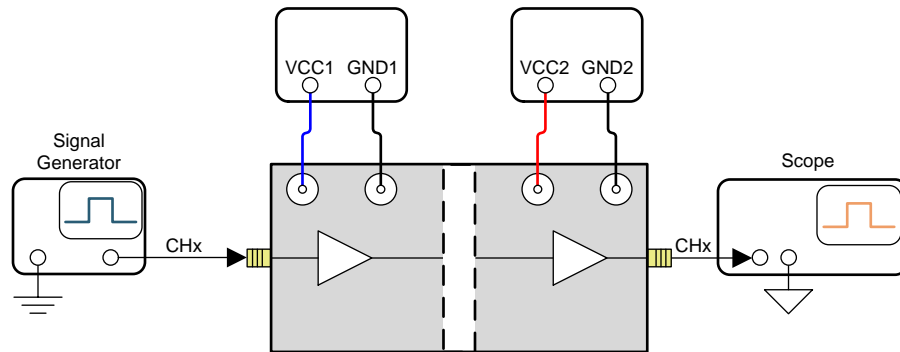 VCC1 GND1
VCC2 GND2
Signal
Generator
Scope
CHx
CHx